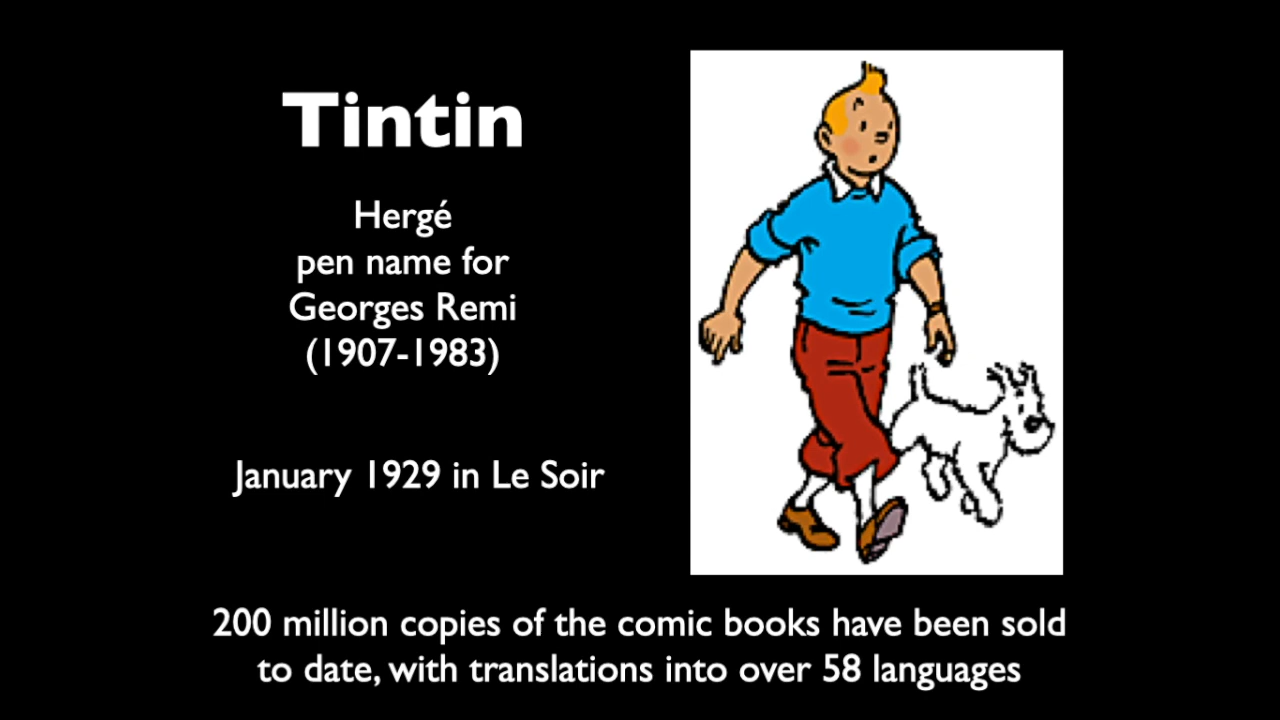 Tintin
Hergé
pen name for
Georges Remi
(1907-1983)
January 1929 in Le Soir
200 million copies of the comic books have been sold
to date, with translations into over 58 languages